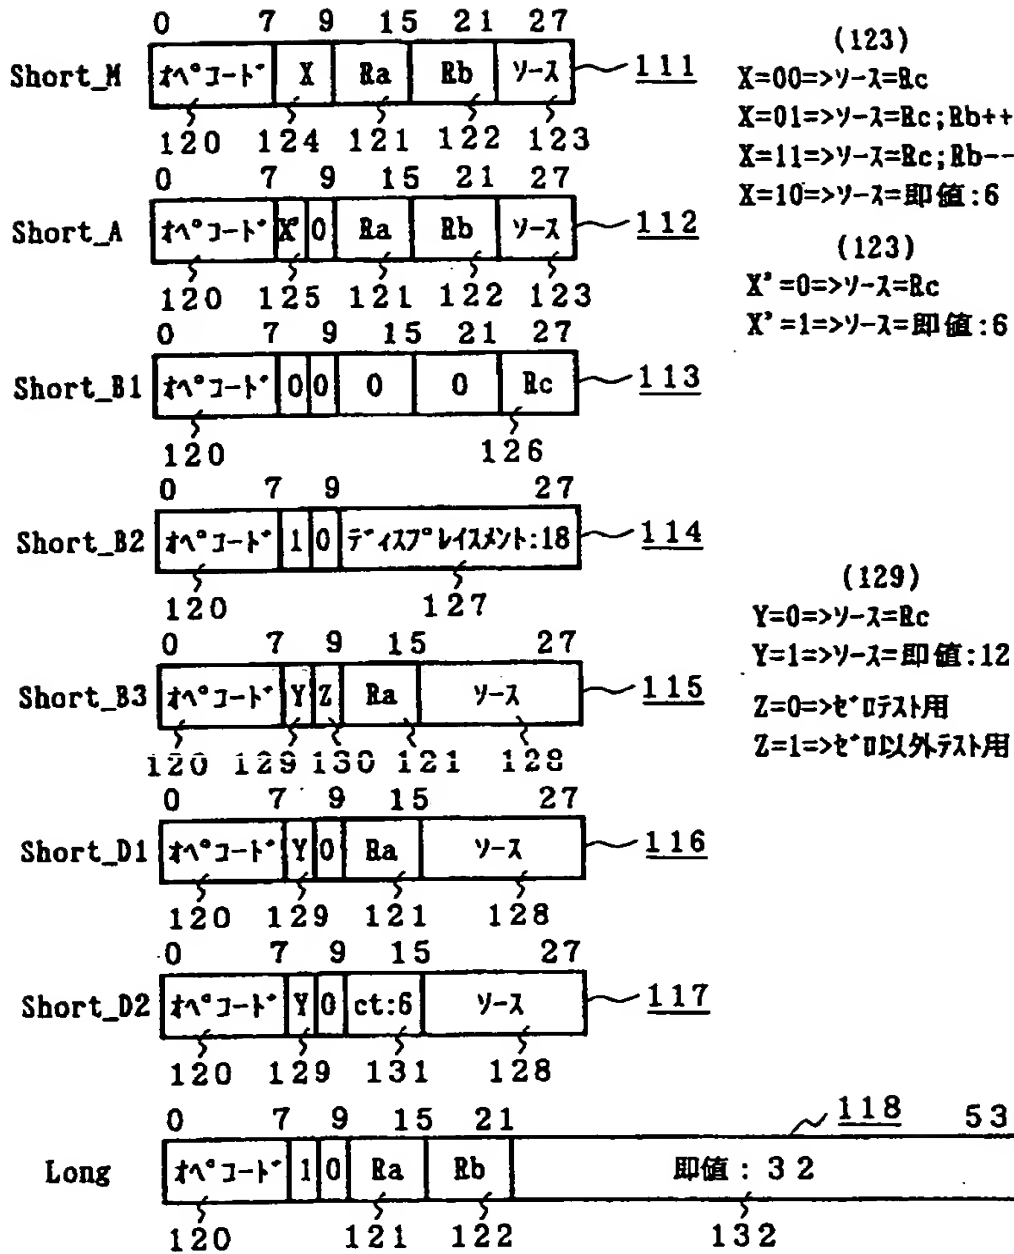 0 7 9 15 21 27
Short_M オペコード X Ra Rb ソース 111
120 124 121 122 123
(123)
X=00=>ソース=Rc
X=01=>ソース=Rc;Rb++
X=11=>ソース=Rc;Rb--
X=10=>ソース=即値:6
0 7 9 15 21 27
Short_A オペコード X' 0 Ra Rb ソース 112
120 125 121 122 123
(123)
X'=0=>ソース=Rc
X'=1=>ソース=即値:6
0 7 9 15 21 27
Short_B1 オペコード 0 0 0 0 Rc 113
120 126
0 7 9 27
Short_B2 オペコード 1 0 ディスプレイスメント:18 114
120 127
0 7 9 15 27
Short_B3 オペコード Y Z Ra ソース 115
120 129 130 121 128
(129)
Y=0=>ソース=Rc
Y=1=>ソース=即値:12
Z=0=>ゼロテスト用
Z=1=>ゼロ以外テスト用
0 7 9 15 27
Short_D1 オペコード Y 0 Ra ソース 116
120 129 121 128
0 7 9 15 27
Short_D2 オペコード Y 0 ct:6 ソース 117
120 129 131 128
0 7 9 15 21 118 53
Long オペコード 1 0 Ra Rb 即値:32
120 121 122 132